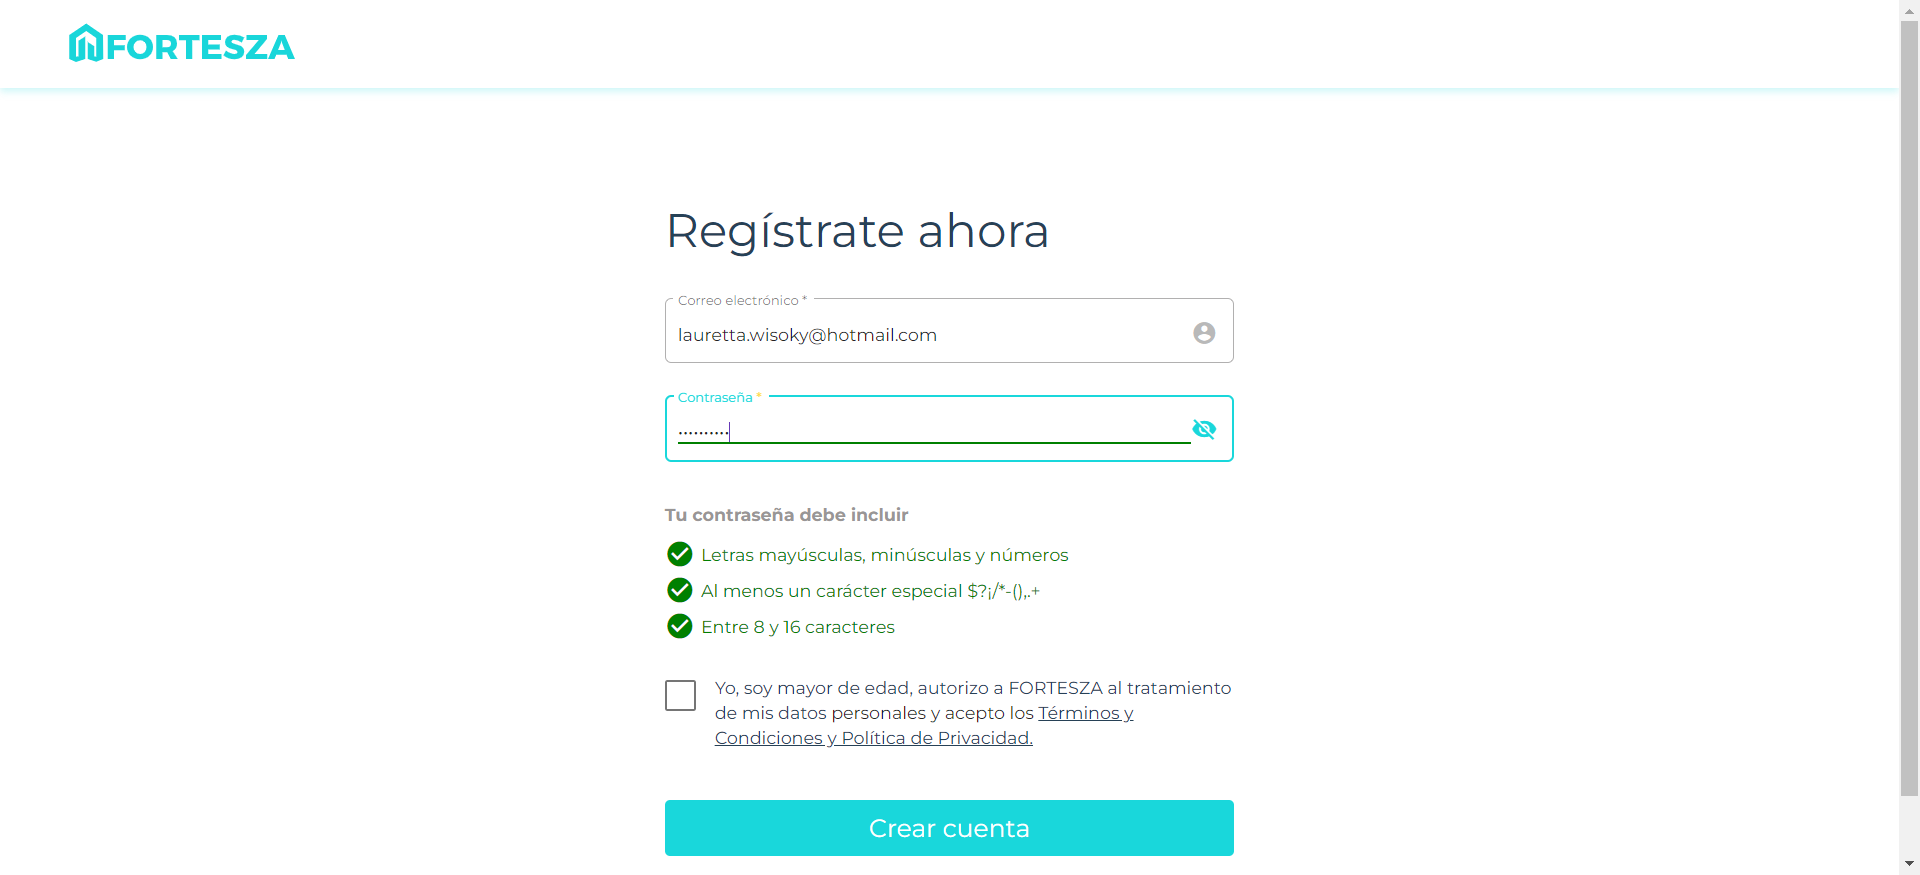 FORTESZA
Regístrate ahora
Correo electrónico *
lauretta.wisoky@hotmail.com
Contraseña *
••••••••••
Tu contraseña debe incluir
Letras mayúsculas, minúsculas y números
Al menos un carácter especial $?¡/*-(),.+
Entre 8 y 16 caracteres
Yo, soy mayor de edad, autorizo a FORTESZA al tratamiento
de mis datos personales y acepto los Términos y
Condiciones y Política de Privacidad.
Crear cuenta